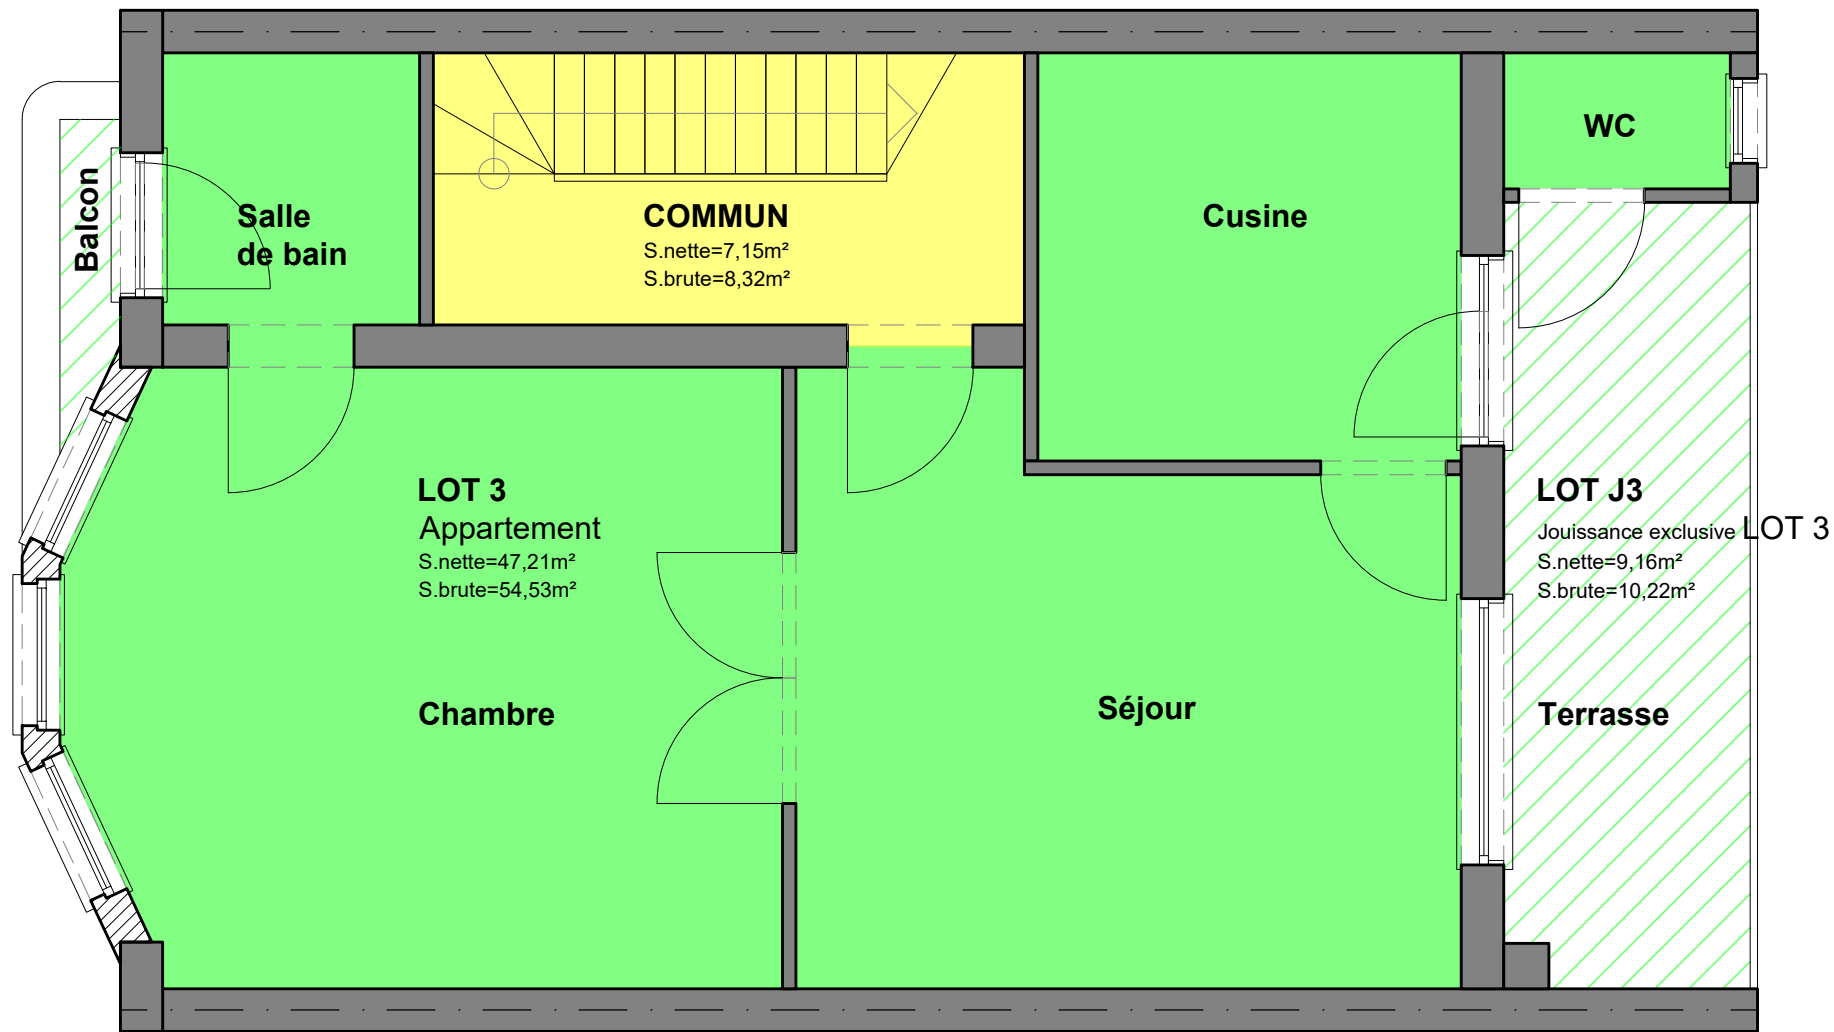 WC
Balcon
Salle
de bain
COMMUN
S.nette=7,15m²
S.brute=8,32m²
Cusine
LOT 3
Appartement
S.nette=47,21m²
S.brute=54,53m²
LOT J3
Jouissance exclusive LOT 3
S.nette=9,16m²
S.brute=10,22m²
Chambre
Séjour
Terrasse